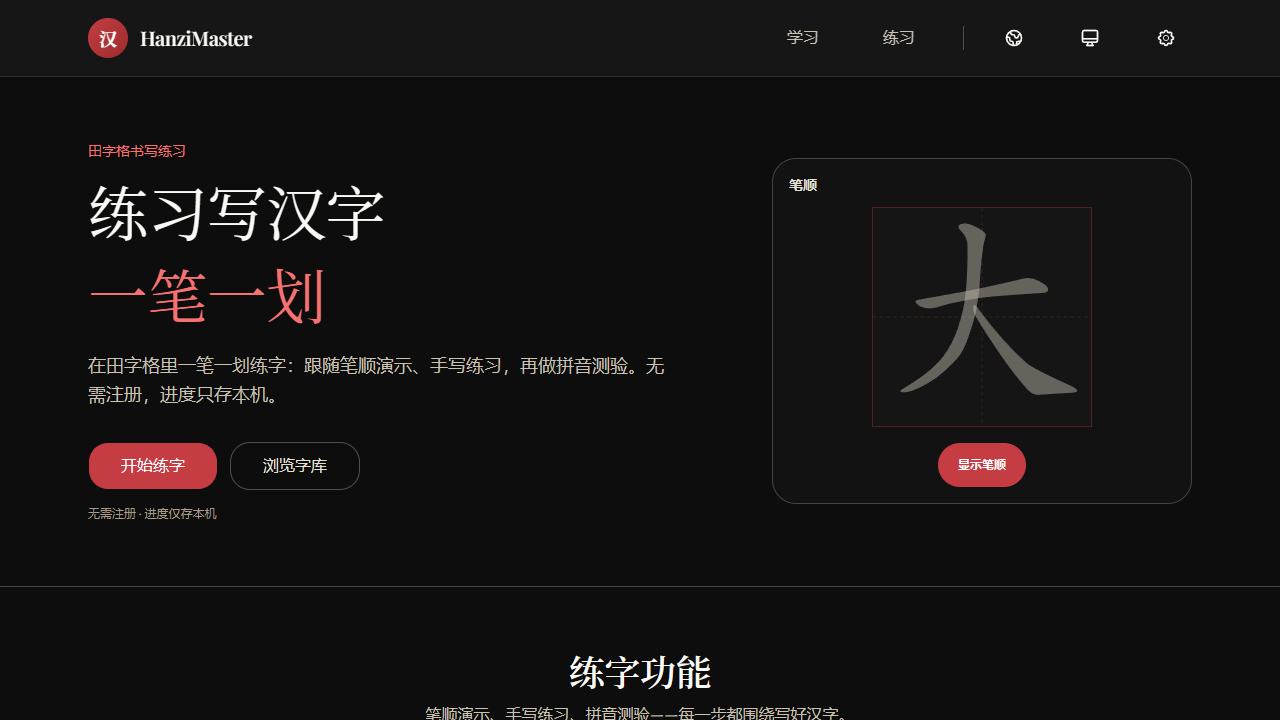 汉 HanziMaster
学习
练习
田字格书写练习
练习写汉字
一笔一划
在田字格里一笔一划练字：跟随笔顺演示、手写练习，再做拼音测验。无
需注册，进度只存本机。
开始练字
浏览字库
无需注册 · 进度仅存本机
笔顺
大
显示笔顺
练字功能
笔顺演示、手写练习、拼音测验——每一步都围绕写好汉字。